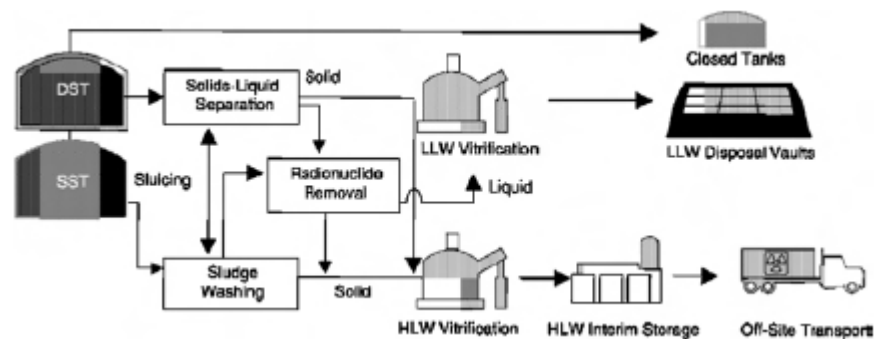 Closed Tanks
DST
Solids-Liquid
Separation
Solid
LLW Vitrification
LLW Disposal Vaults
SST
Sluicing
Radionuclide
Removal
Liquid
Sludge
Washing
Solid
HLW Vitrification
HLW Interim Storage
Off-Site Transport